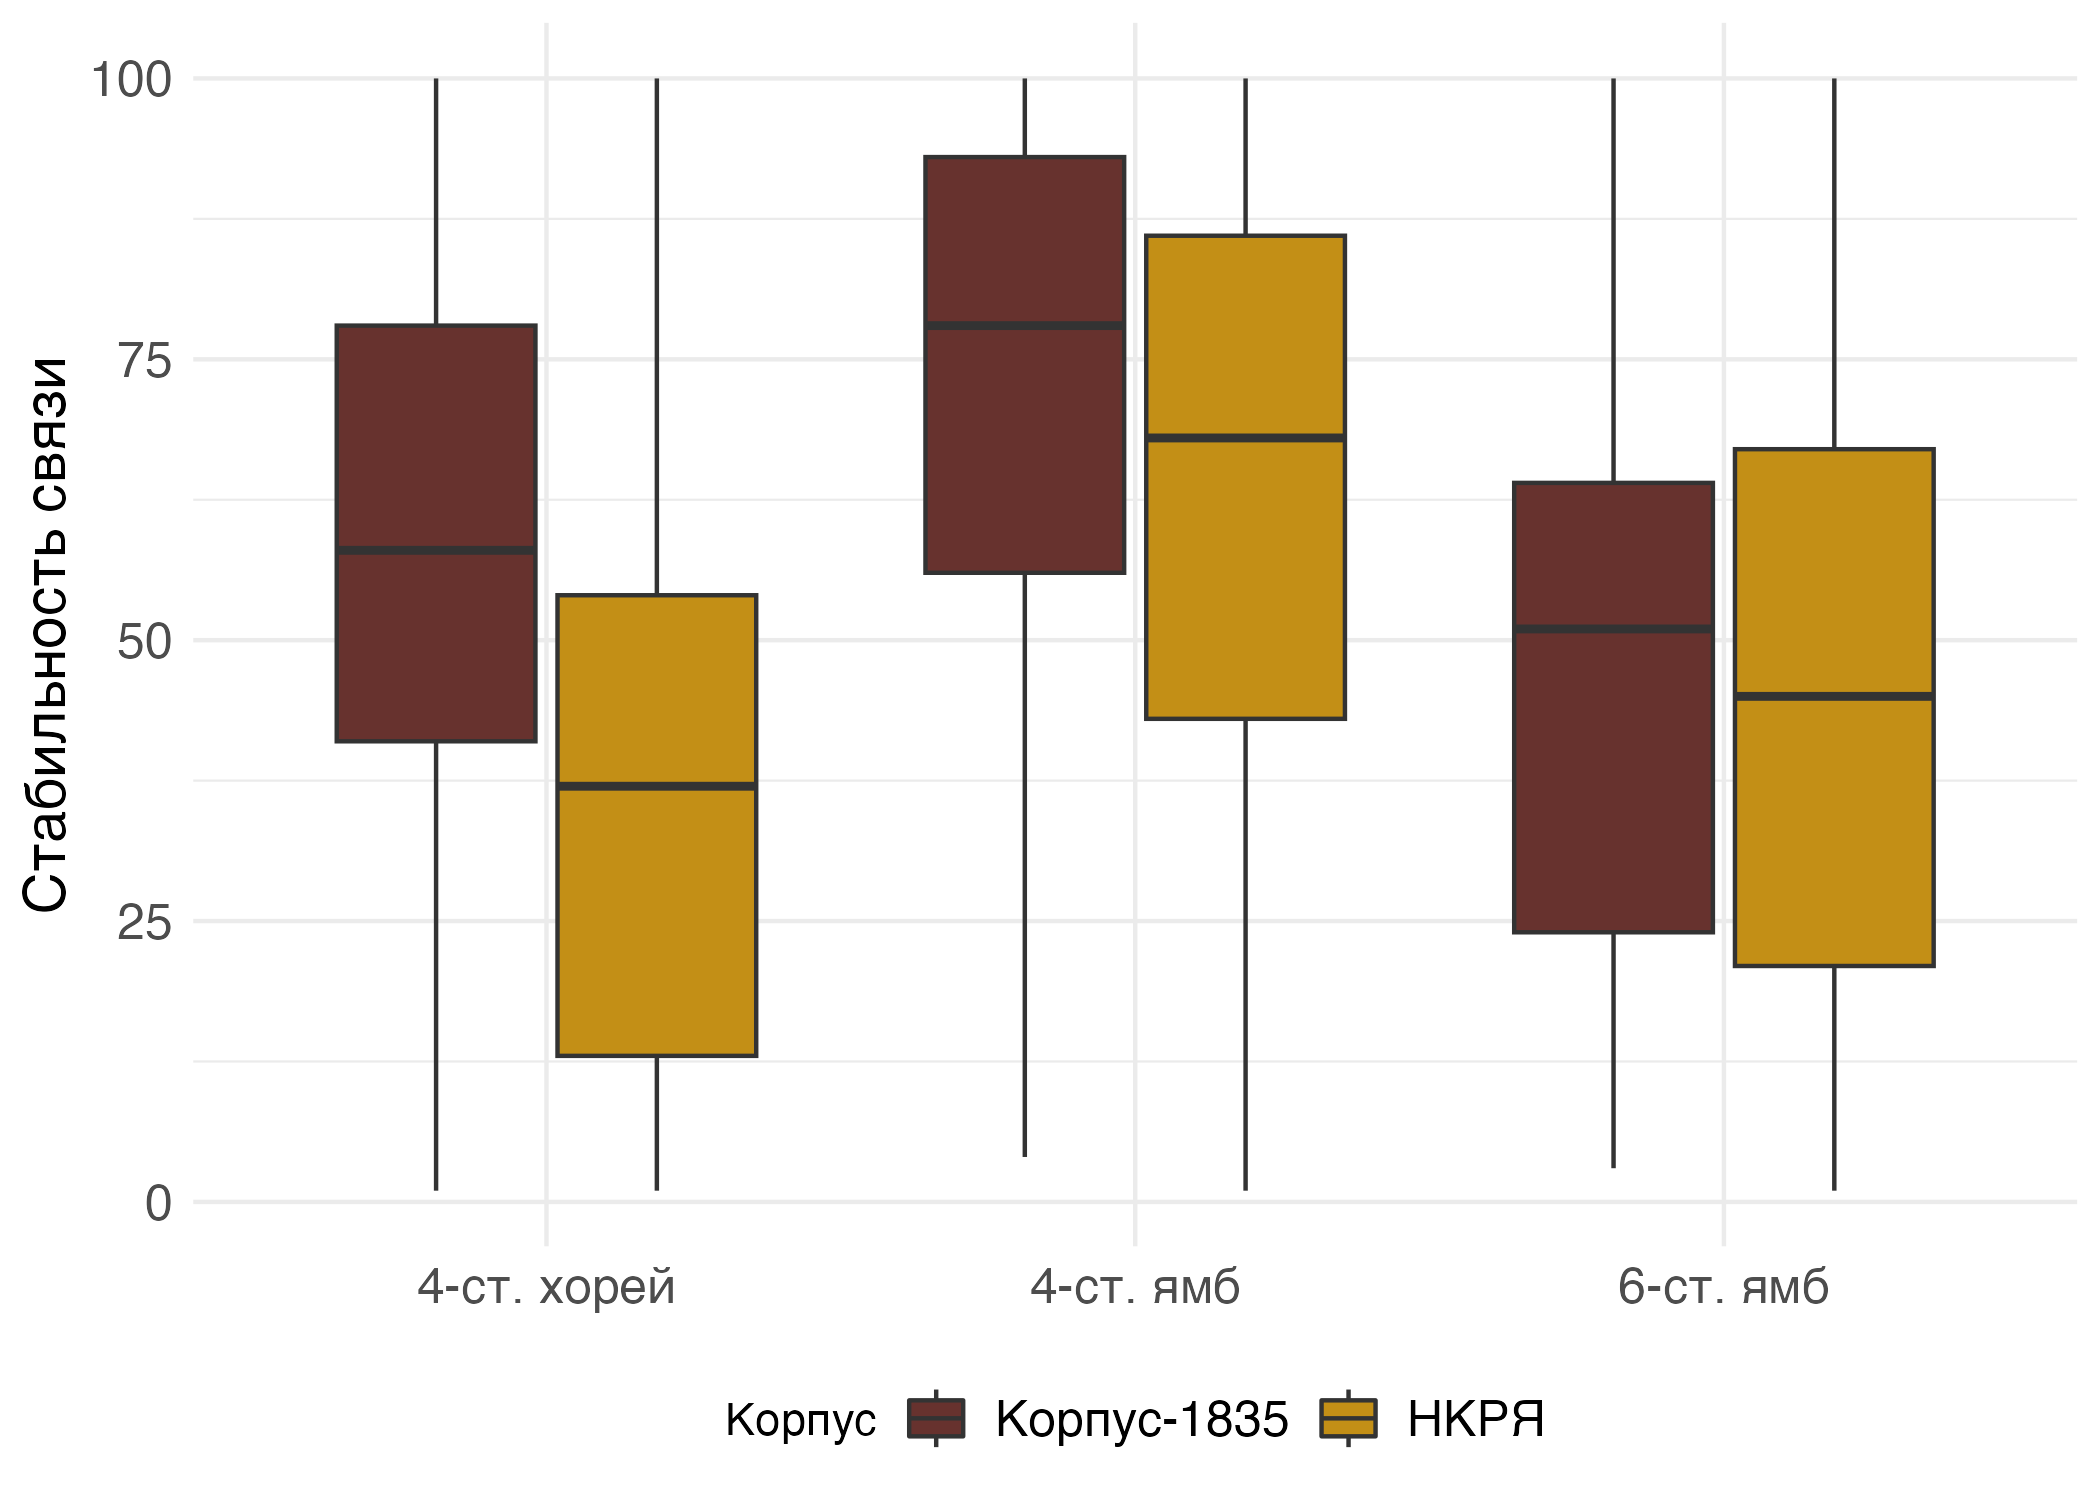 Стабильность связи
100
75
50
25
0
4-ст. хорей
4-ст. ямб
6-ст. ямб
Корпус
Корпус-1835
НКРЯ